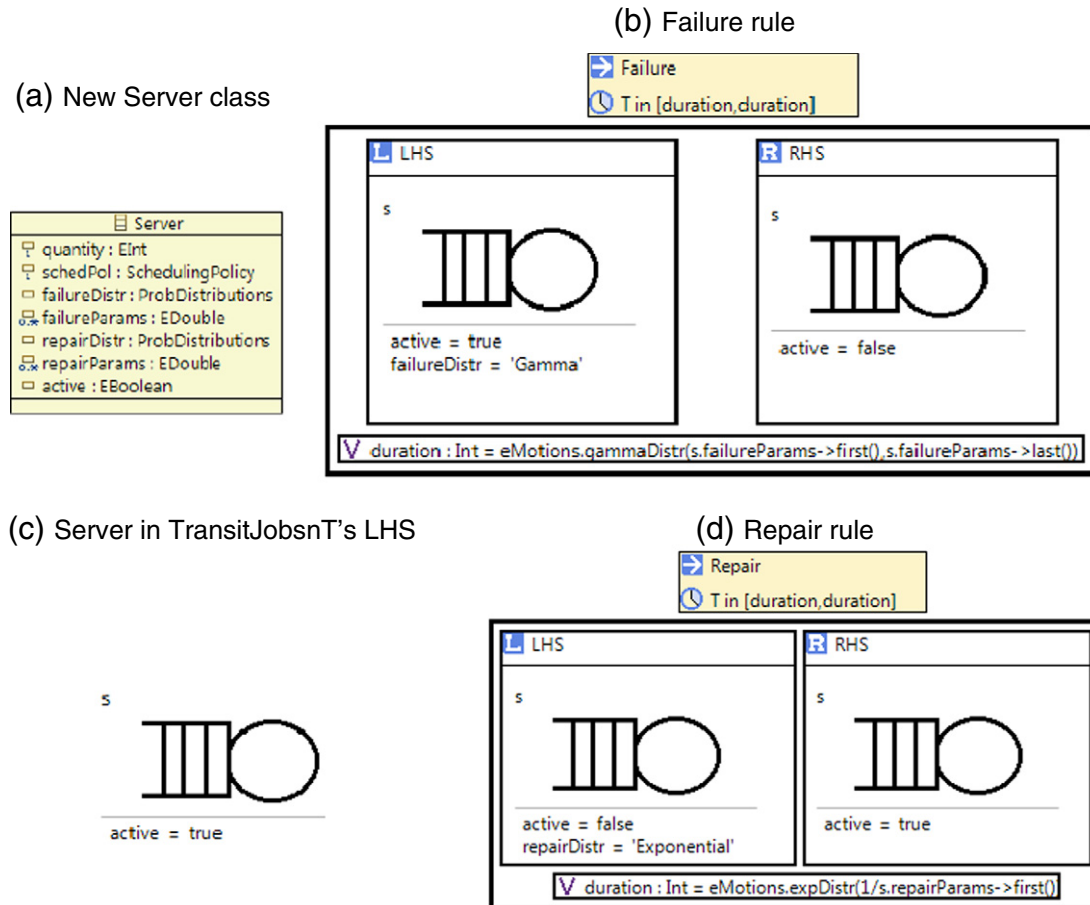 (b) Failure rule
Failure
T in [duration,duration]
(a) New Server class
L LHS
R RHS
Server
quantity : EInt
schedPol : SchedulingPolicy
failureDistr : ProbDistributions
0..* failureParams : EDouble
repairDistr : ProbDistributions
0..* repairParams : EDouble
active : EBoolean
s
active = true
failureDistr = 'Gamma'
s
active = false
V duration : Int = eMotions.gammaDistr(s.failureParams->first(),s.failureParams->last())
(c) Server in TransitJobsnT's LHS
s
active = true
(d) Repair rule
Repair
T in [duration,duration]
L LHS
R RHS
s
active = false
repairDistr = 'Exponential'
s
active = true
V duration : Int = eMotions.expDistr(1/s.repairParams->first()